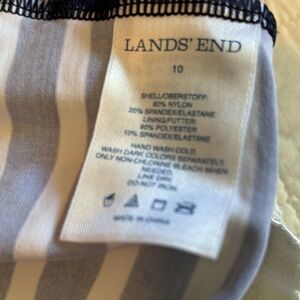 LANDS' END
10
SHELL/OBERSTOFF:
80% NYLON
20% SPANDEX/ELASTANE
LINING/FUTTER:
90% POLYESTER
10% SPANDEX/ELASTANE
HAND WASH COLD.
WASH DARK COLORS SEPARATELY.
ONLY NON-CHLORINE BLEACH WHEN
NEEDED.
LINE DRY.
DO NOT IRON.
MADE IN CHINA